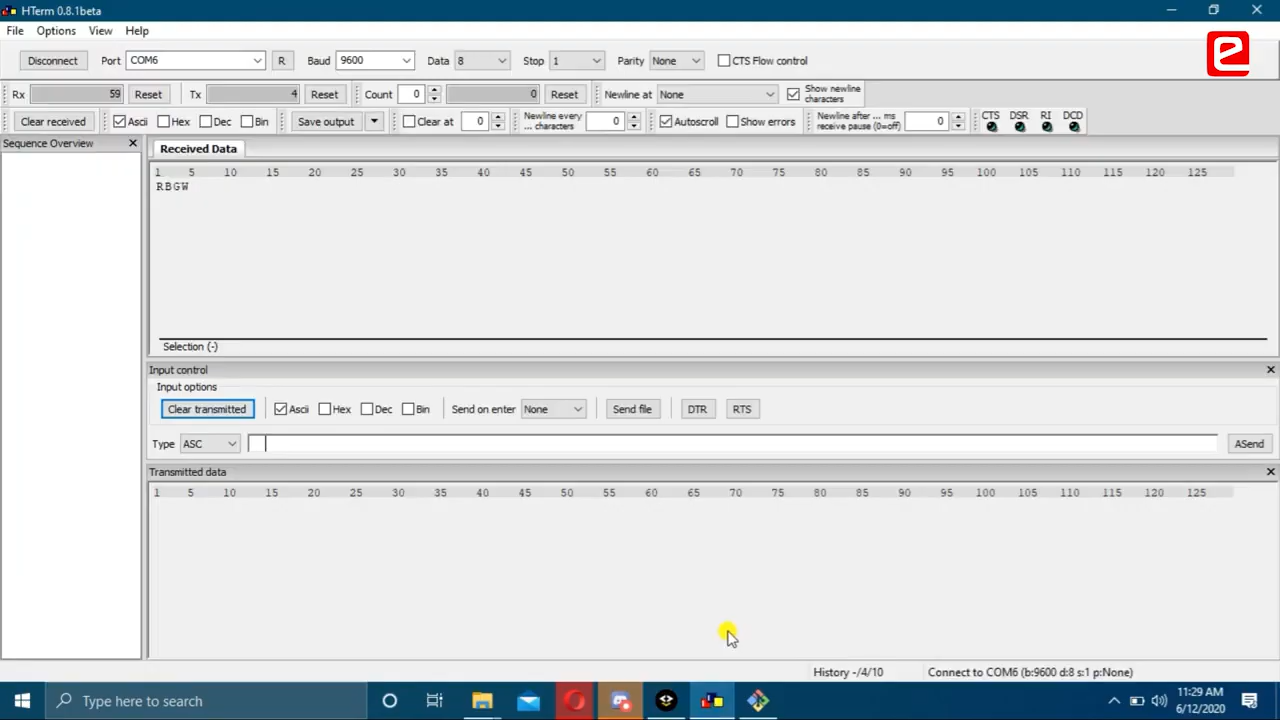 HTerm 0.8.1beta
File Options View Help
Disconnect Port COM6 R Baud 9600 Data 8 Stop 1 Parity None CTS Flow control
Rx 59 Reset Tx 4 Reset Count 0 0 Reset Newline at None Show newline characters
Clear received Ascii Hex Dec Bin Save output Clear at 0 Newline every ... characters 0 Autoscroll Show errors Newline after ... ms receive pause (0=off) 0 CTS DSR RI DCD
Sequence Overview
Received Data
1 5 10 15 20 25 30 35 40 45 50 55 60 65 70 75 80 85 90 95 100 105 110 115 120 125
RBGW
Selection (-)
Input control
Input options
Clear transmitted Ascii Hex Dec Bin Send on enter None Send file DTR RTS
Type ASC ASend
Transmitted data
1 5 10 15 20 25 30 35 40 45 50 55 60 65 70 75 80 85 90 95 100 105 110 115 120 125
History -/4/10 Connect to COM6 (b:9600 d:8 s:1 p:None)
Type here to search
11:29 AM
6/12/2020